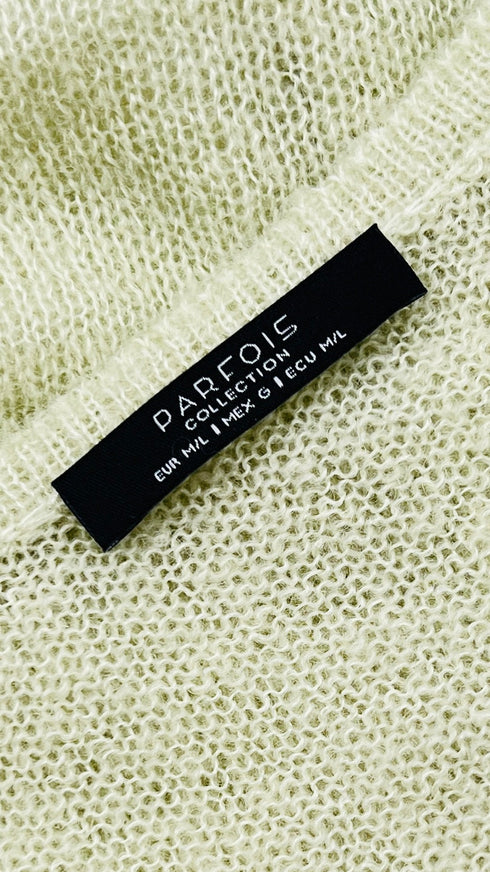 PARFOIS
COLLECTION
EUR M/L | MEX G | ECU M/L